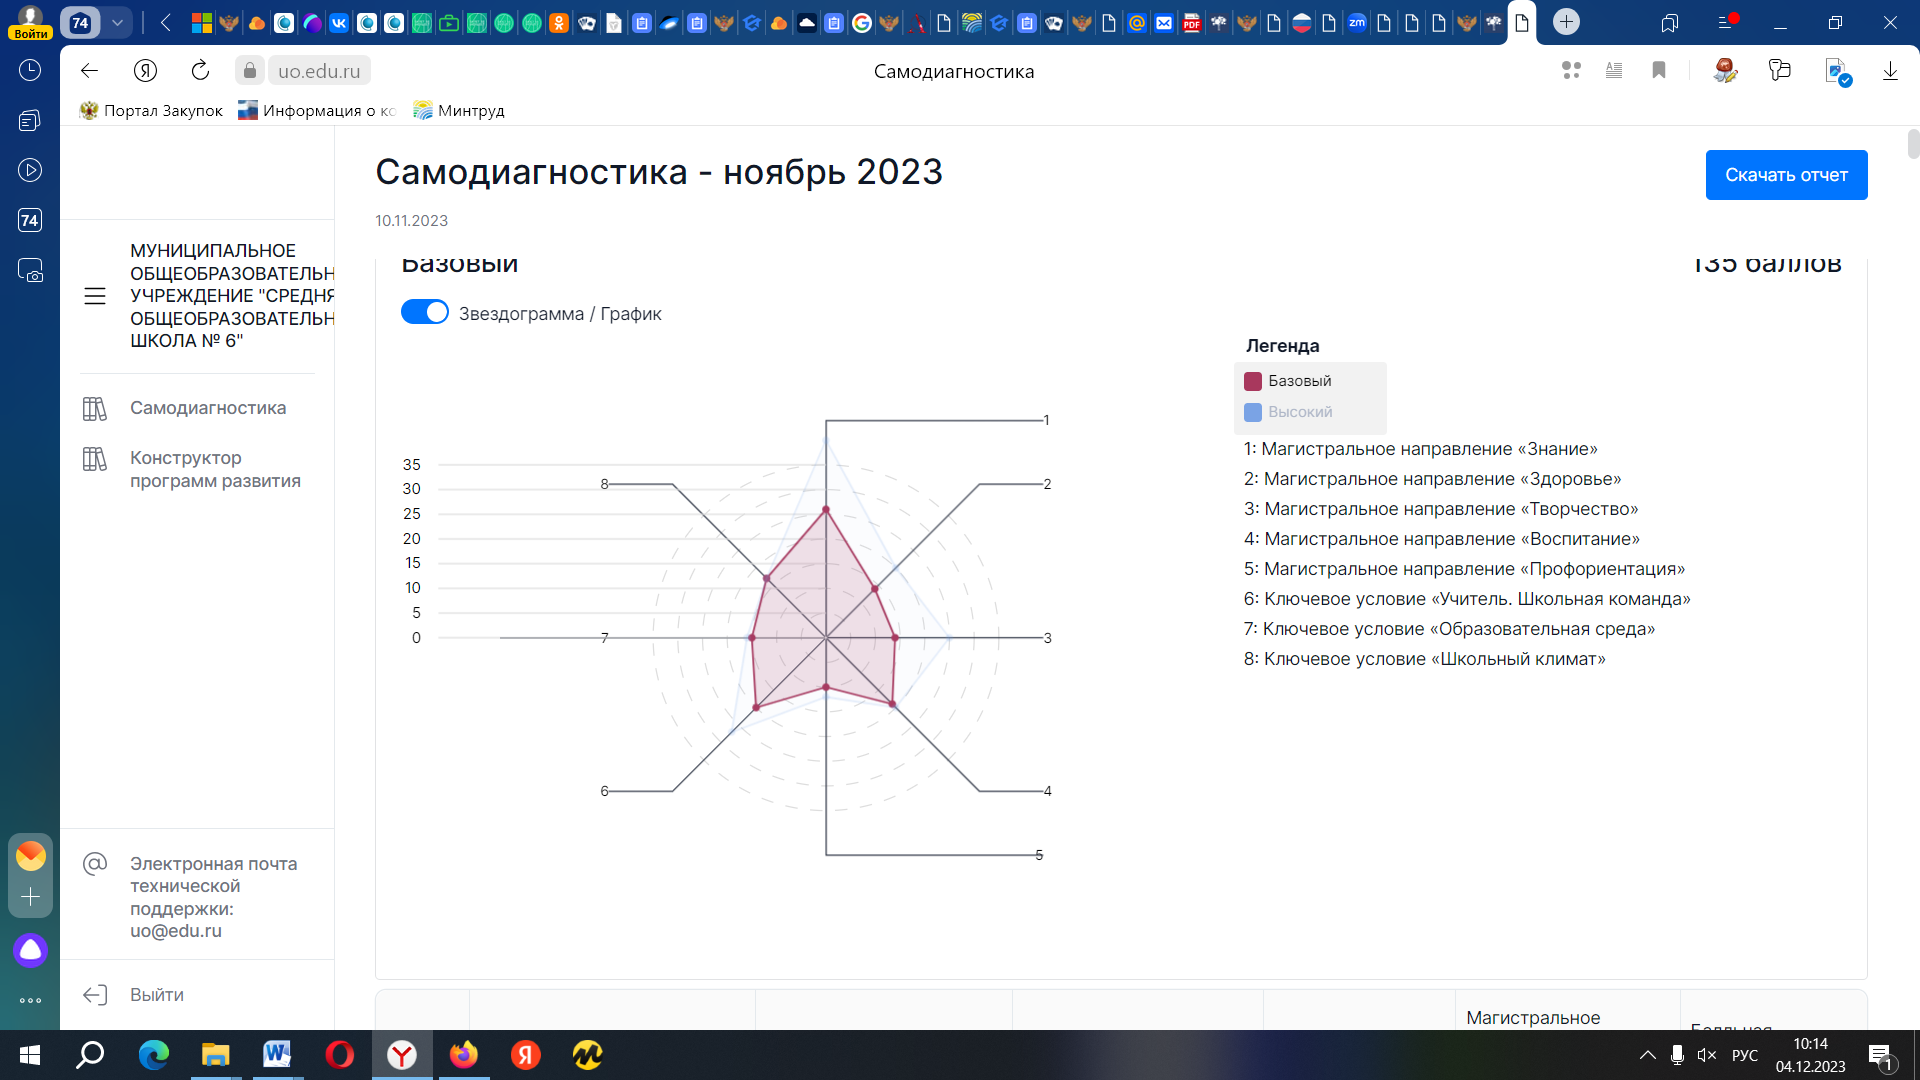 Войти
74
uo.edu.ru
Самодиагностика
Портал Закупок
Информация о ко
Минтруд
74
МУНИЦИПАЛЬНОЕ
ОБЩЕОБРАЗОВАТЕЛЬН
УЧРЕЖДЕНИЕ "СРЕДНЯ
ОБЩЕОБРАЗОВАТЕЛЬН
ШКОЛА № 6"
Самодиагностика
Конструктор
программ развития
Электронная почта
технической
поддержки:
uo@edu.ru
Выйти
Самодиагностика - ноябрь 2023
Скачать отчет
10.11.2023
Базовый
135 баллов
Звездограмма / График
Легенда
Базовый
Высокий
1: Магистральное направление «Знание»
2: Магистральное направление «Здоровье»
3: Магистральное направление «Творчество»
4: Магистральное направление «Воспитание»
5: Магистральное направление «Профориентация»
6: Ключевое условие «Учитель. Школьная команда»
7: Ключевое условие «Образовательная среда»
8: Ключевое условие «Школьный климат»
35
30
25
20
15
10
5
0
1
2
3
4
5
6
7
8
Магистральное
РУС
10:14
04.12.2023
1